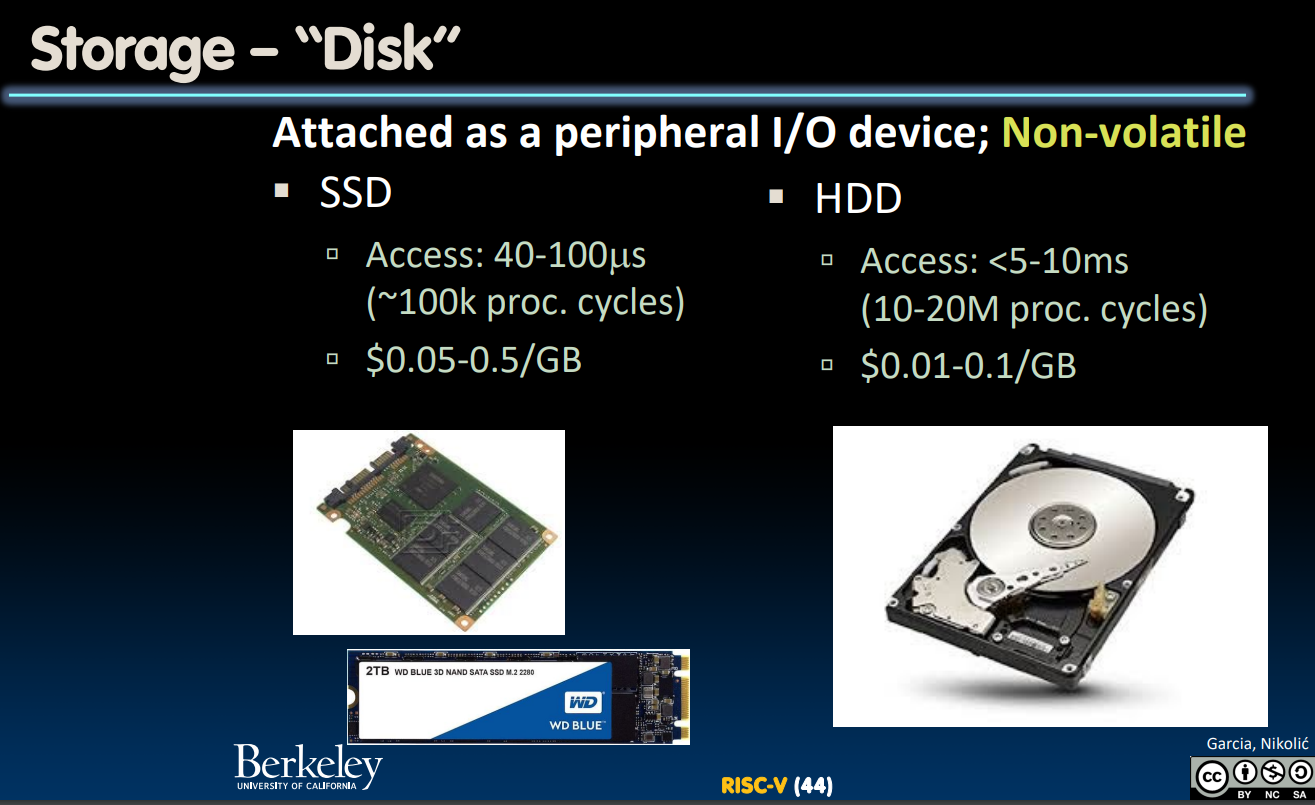 Storage – “Disk”
Attached as a peripheral I/O device; Non-volatile
▪ SSD
▫ Access: 40-100μs
(~100k proc. cycles)
▫ $0.05-0.5/GB
▪ HDD
▫ Access: <5-10ms
(10-20M proc. cycles)
▫ $0.01-0.1/GB
2TB WD BLUE 3D NAND SATA SSD M.2 2280
WD
WD BLUE™
Berkeley
UNIVERSITY OF CALIFORNIA
RISC-V (44)
Garcia, Nikolić
cc
BY NC SA